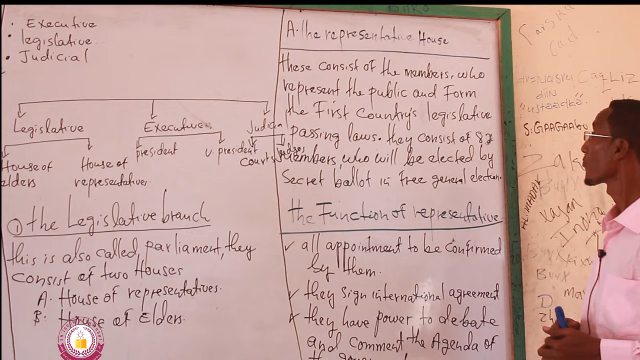 • Executive
• legislative
• Judicial
Legislative
Executives
Judicia
House of
elders
House of
representatives
president
v. president
courts
judges
① the Legislative branch
this is also called, parliament, they
consist of two Houses
A. House of representatives.
B. House of Elders.
A. The representative House
these consist of the members, who
represent the public and form
the First Country's legislative
passing laws. they consist of 82
members, who will be elected by
Secret ballot in Free general election
the Function of representative
✓ all appointment to be confirmed
by them.
✓ they sign international agreement
✓ they have power to debate
and comment the Agenda of